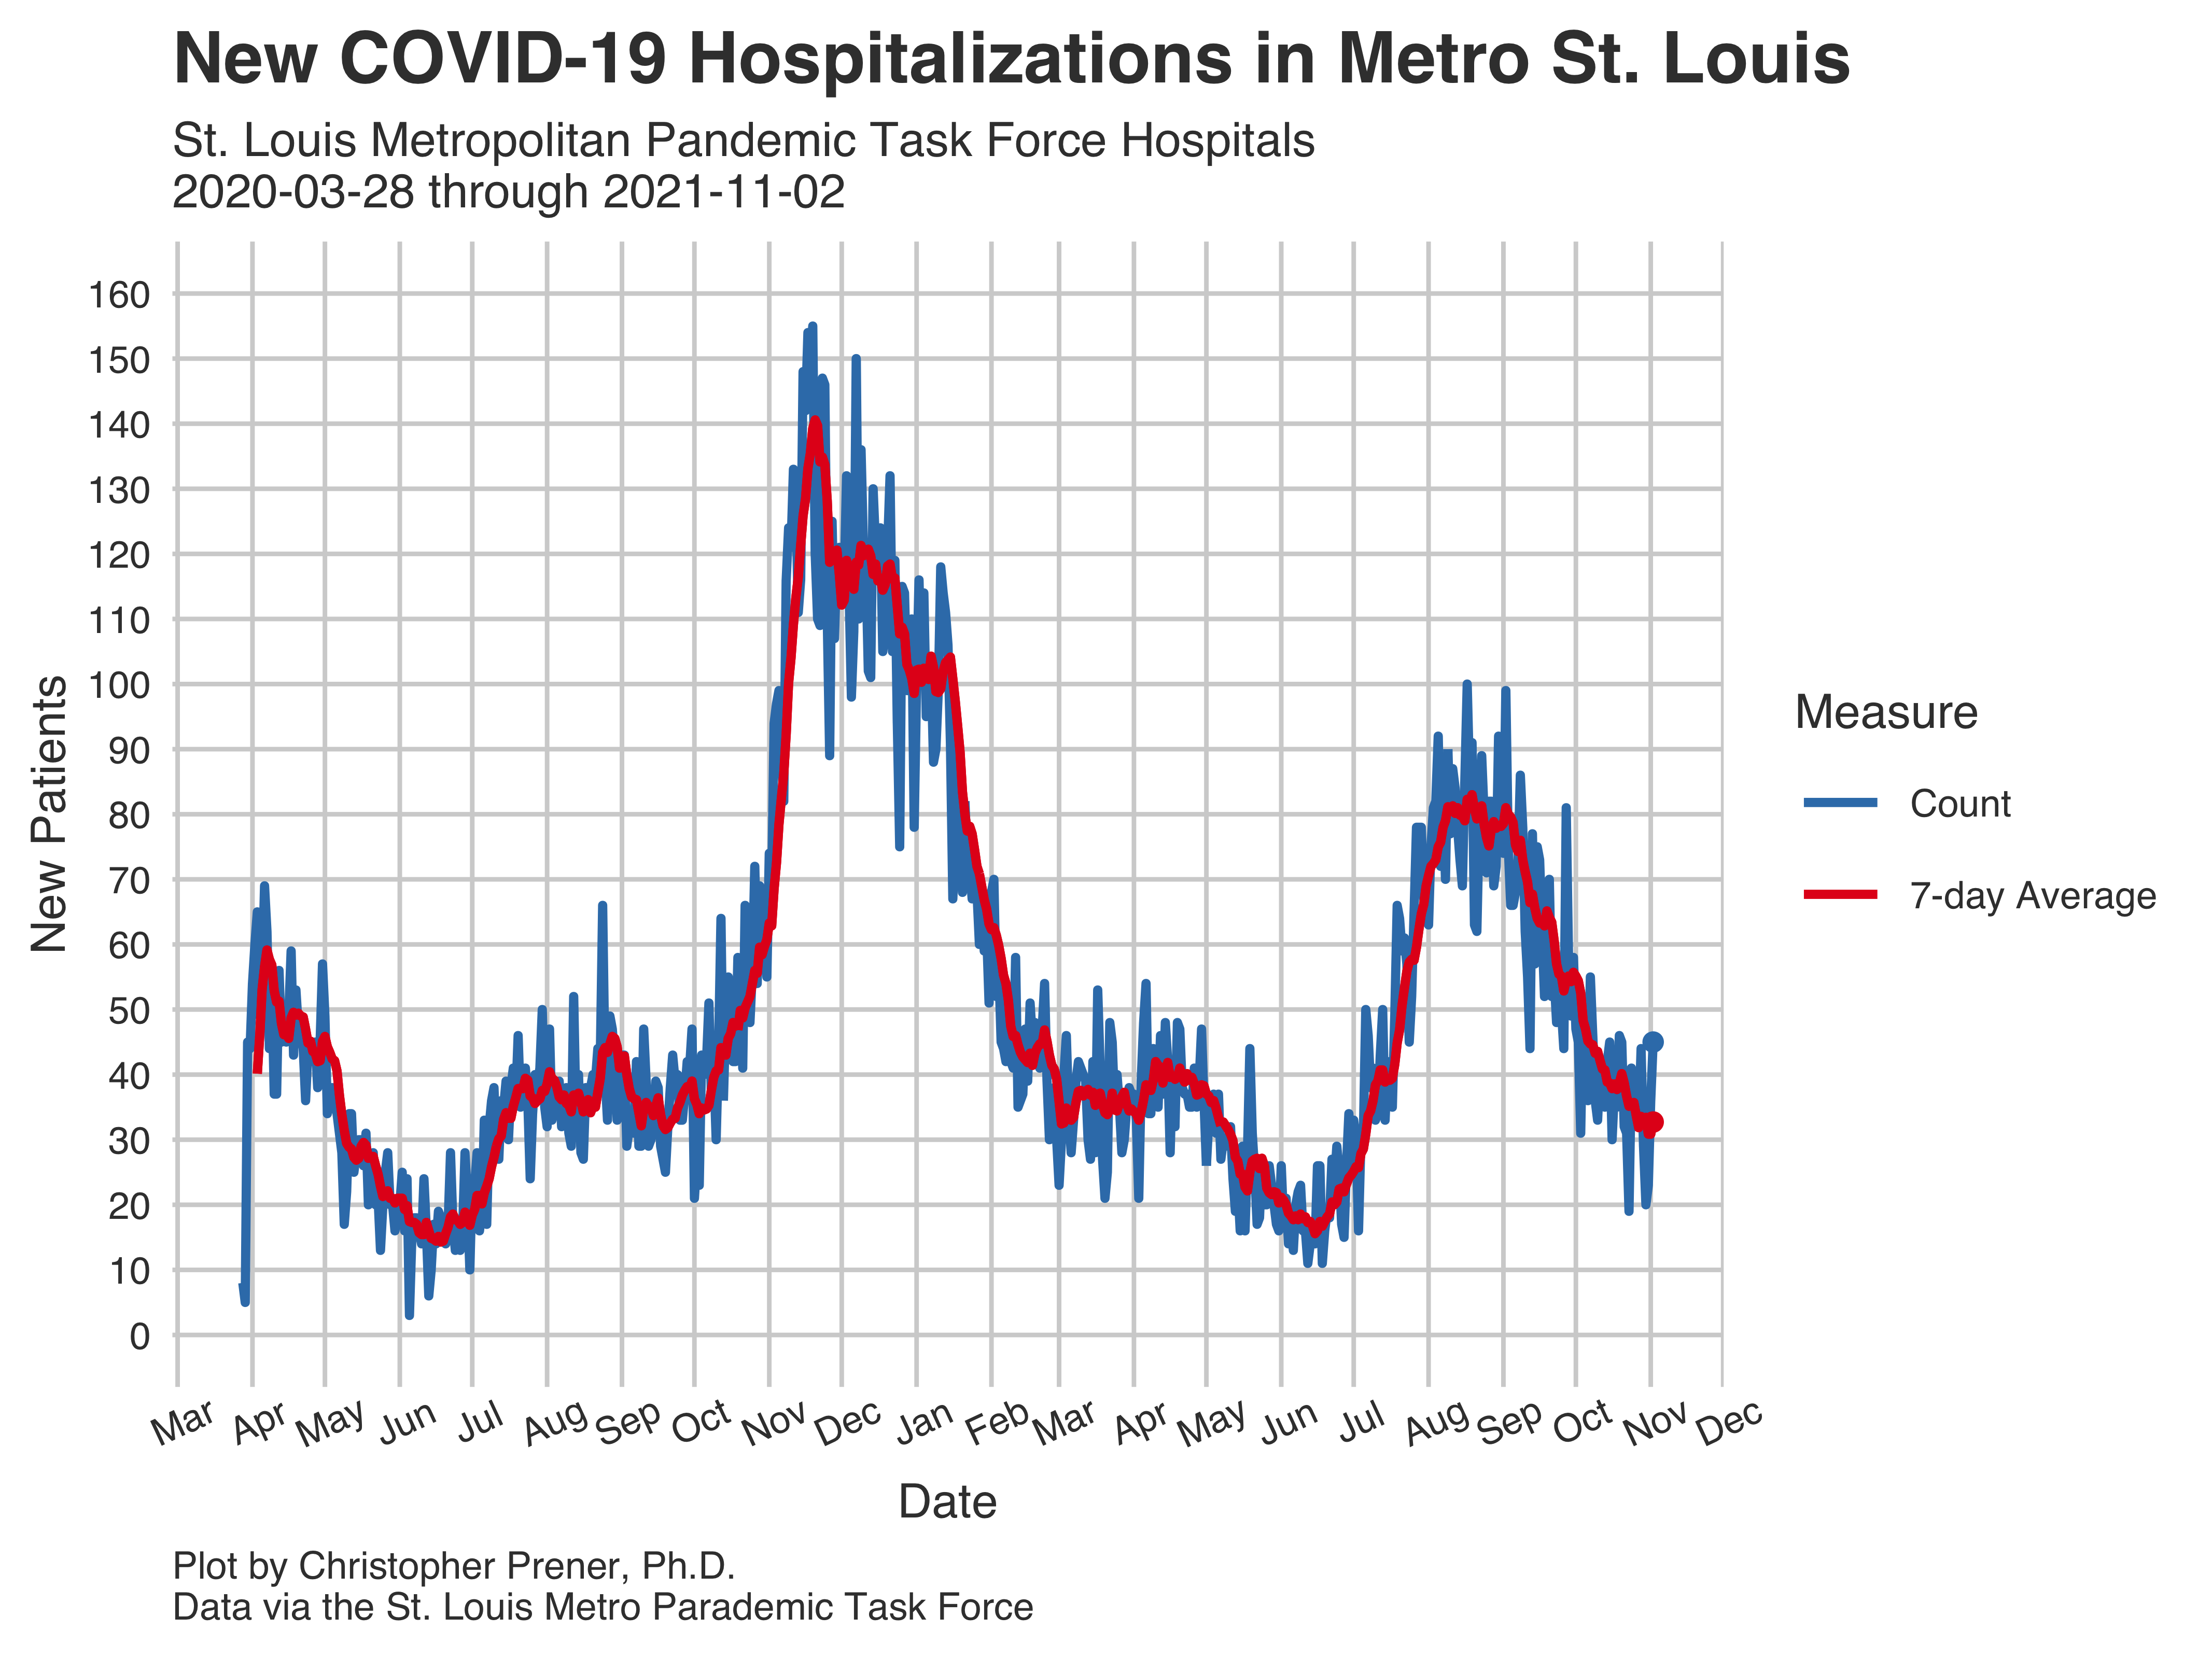 New COVID-19 Hospitalizations in Metro St. Louis
St. Louis Metropolitan Pandemic Task Force Hospitals
2020-03-28 through 2021-11-02
160
150
140
130
120
110
100
90
80
70
60
50
40
30
20
10
0
New Patients
Mar Apr May Jun Jul Aug Sep Oct Nov Dec Jan Feb Mar Apr May Jun Jul Aug Sep Oct Nov Dec
Date
Measure
Count
7-day Average
Plot by Christopher Prener, Ph.D.
Data via the St. Louis Metro Parademic Task Force